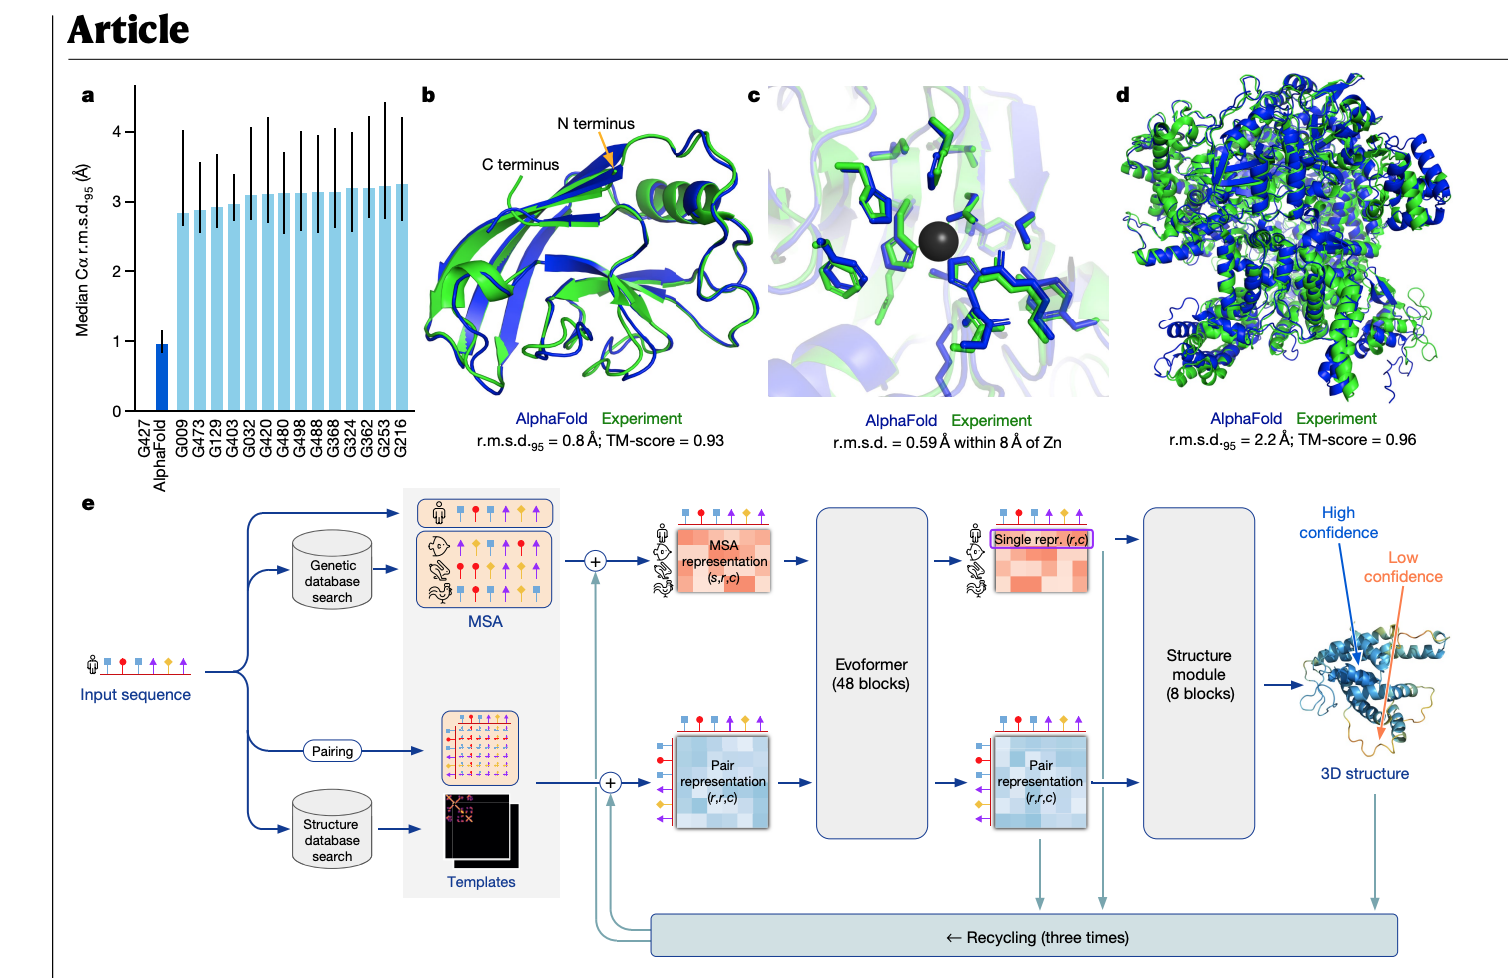 Article
a
Median Cα r.m.s.d.95 (Å)
4
3
2
1
0
G427
AlphaFold
G009
G473
G129
G403
G032
G420
G480
G498
G488
G368
G324
G362
G253
G216
b
N terminus
C terminus
AlphaFold Experiment
r.m.s.d.95 = 0.8 Å; TM-score = 0.93
c
AlphaFold Experiment
r.m.s.d. = 0.59 Å within 8 Å of Zn
d
AlphaFold Experiment
r.m.s.d.95 = 2.2 Å; TM-score = 0.96
e
Input sequence
Genetic
database
search
Pairing
Structure
database
search
MSA
Templates
+
+
MSA
representation
(s,r,c)
Pair
representation
(r,r,c)
Evoformer
(48 blocks)
Single repr. (r,c)
Pair
representation
(r,r,c)
Structure
module
(8 blocks)
High
confidence
Low
confidence
3D structure
← Recycling (three times)